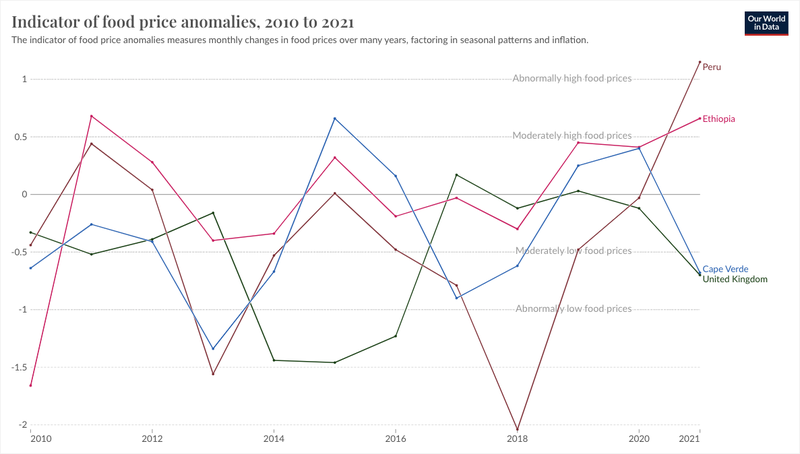 Indicator of food price anomalies, 2010 to 2021
Our World
in Data
The indicator of food price anomalies measures monthly changes in food prices over many years, factoring in seasonal patterns and inflation.
Peru
1
Abnormally high food prices
Ethiopia
0.5
Moderately high food prices
0
-0.5
Moderately low food prices
Cape Verde
United Kingdom
-1
Abnormally low food prices
-1.5
-2
2010
2012
2014
2016
2018
2020
2021